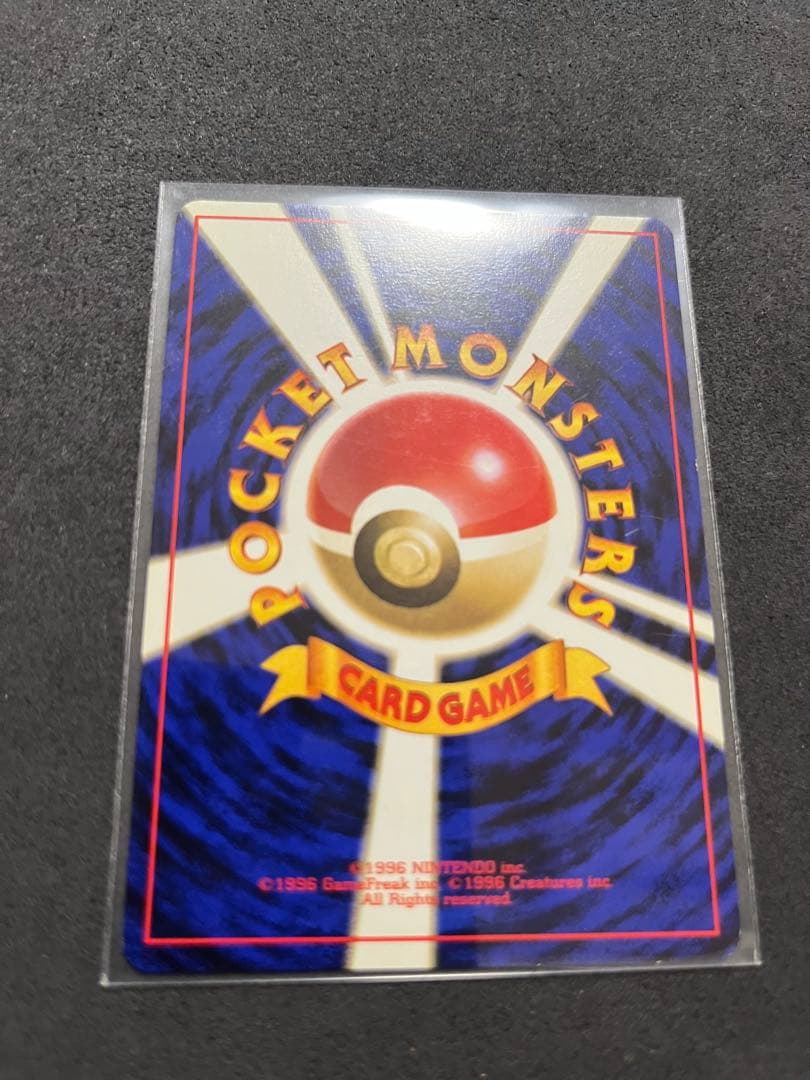 POCKET MONSTERS
CARD GAME
©1996 NINTENDO inc.
©1996 GameFreak inc. ©1996 Creatures inc.
All Rights reserved.